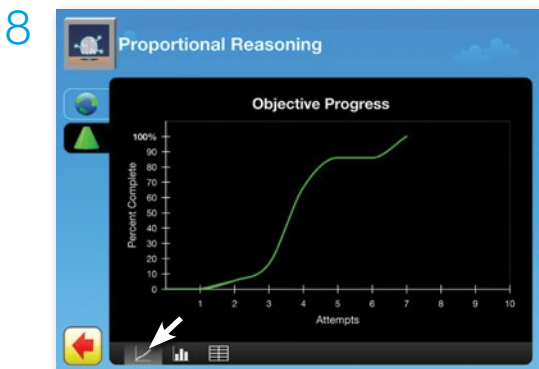 8
Proportional Reasoning
Objective Progress
Percent Complete
100%
90
80
70
60
50
40
30
20
10
0
1 2 3 4 5 6 7 8 9 10
Attempts